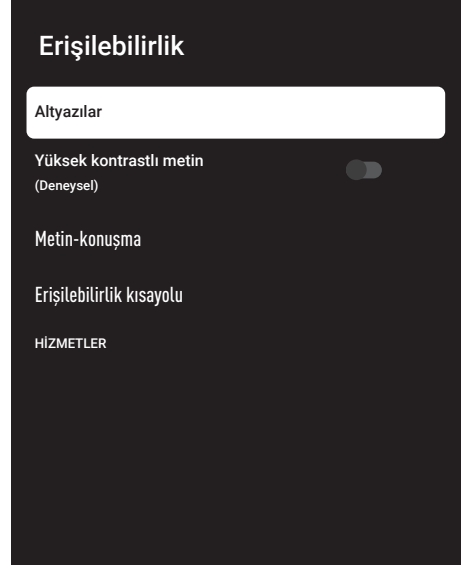 Erişilebilirlik
Altyazılar
Yüksek kontrastlı metin
(Deneysel)
Metin-konuşma
Erişilebilirlik kısayolu
HİZMETLER